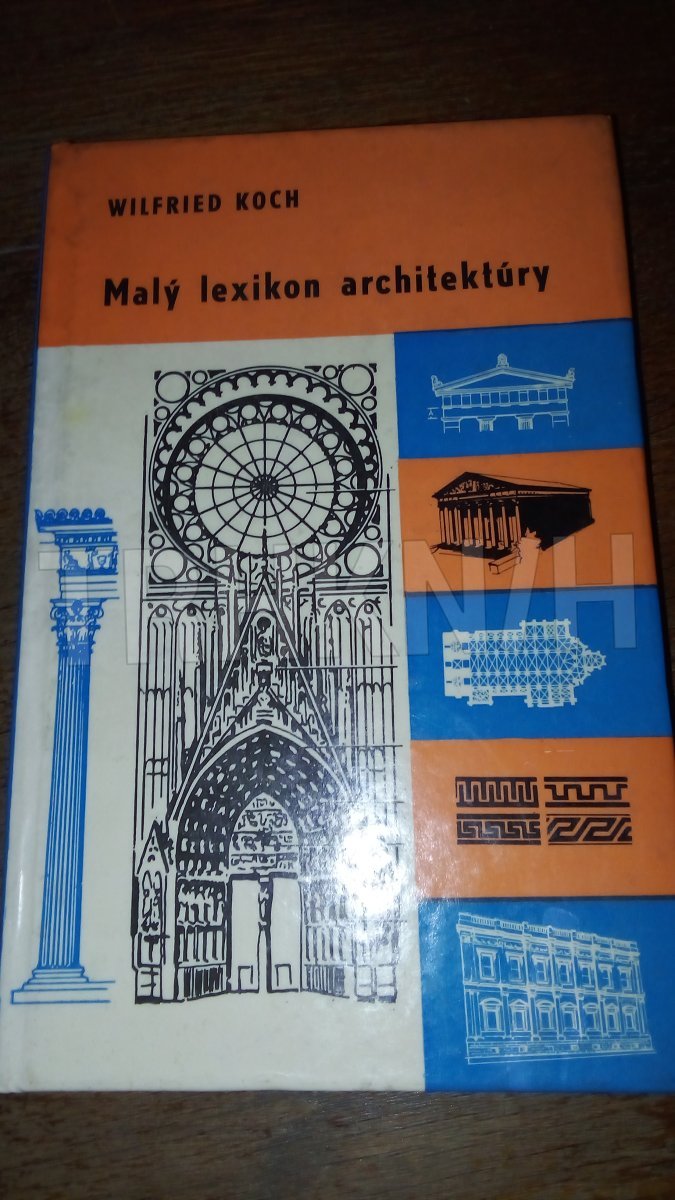 WILFRIED KOCH
Malý lexikon architektúry